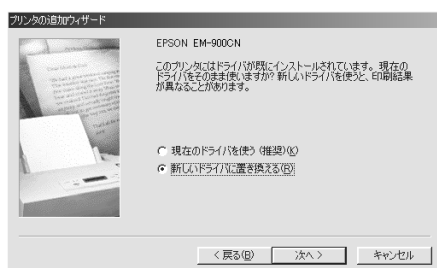 プリンタの追加ウィザード
EPSON EM-900CN
このプリンタにはドライバが既にインストールされています。現在の
ドライバをそのまま使いますか? 新しいドライバを使うと、印刷結果
が異なることがあります。
現在のドライバを使う (推奨)(K)
新しいドライバに置き換える(R)
< 戻る(B)
次へ >
キャンセル